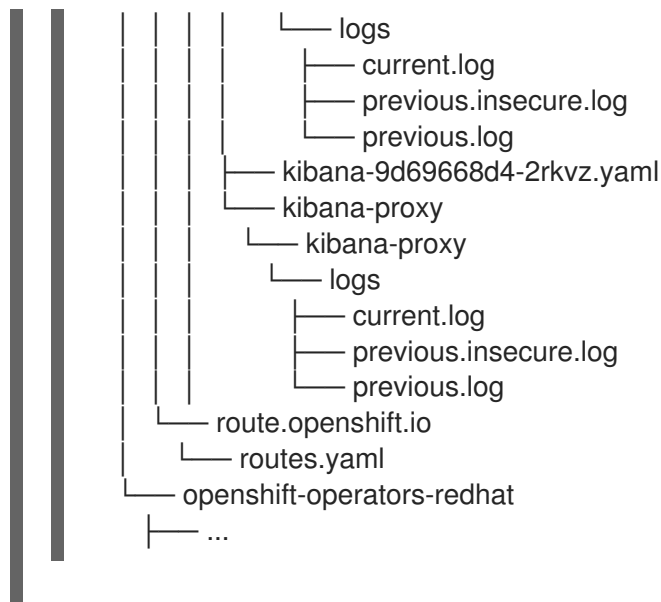 │ │ │ │ └── logs
│ │ │ │ ├── current.log
│ │ │ │ ├── previous.insecure.log
│ │ │ │ └── previous.log
│ │ │ ├── kibana-9d69668d4-2rkvz.yaml
│ │ │ └── kibana-proxy
│ │ │ └── kibana-proxy
│ │ │ └── logs
│ │ │ ├── current.log
│ │ │ ├── previous.insecure.log
│ │ │ └── previous.log
│ └── route.openshift.io
│ └── routes.yaml
└── openshift-operators-redhat
├── ...